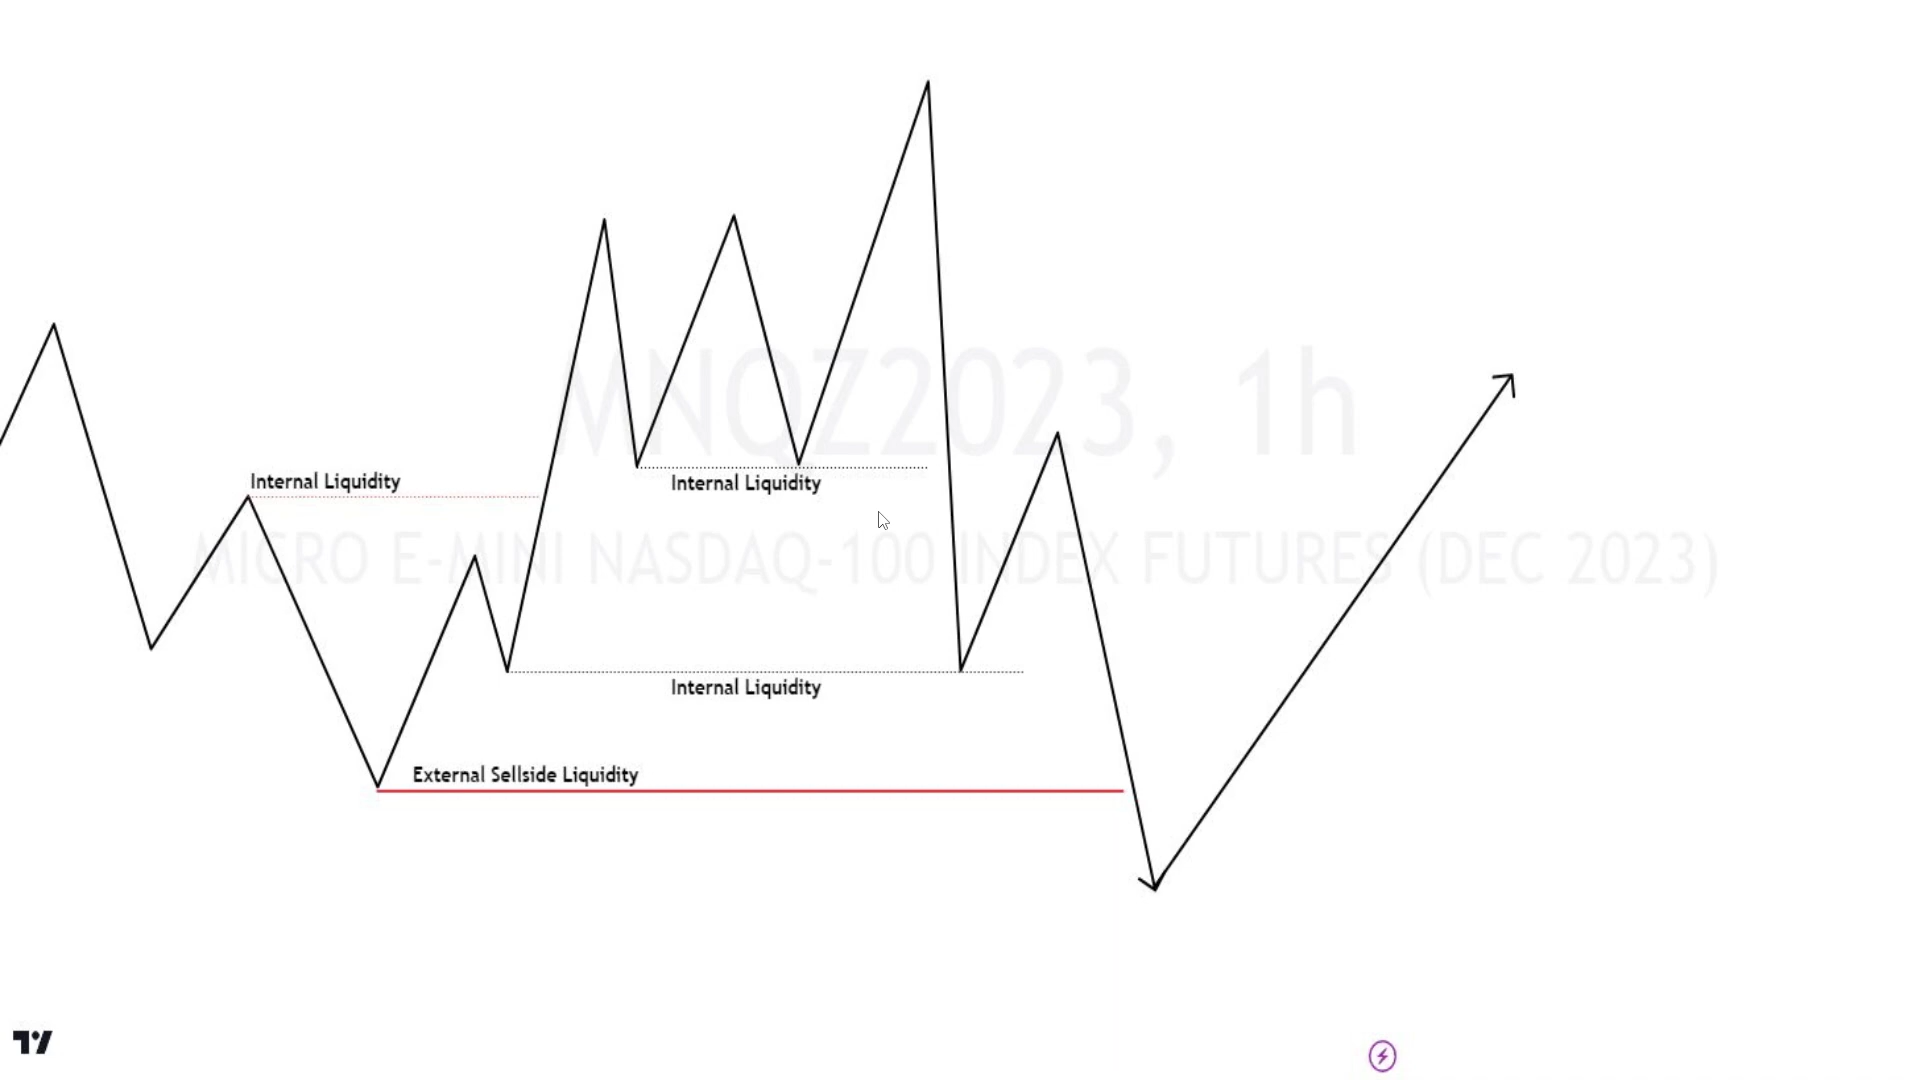 MNQZ2023, 1h
Internal Liquidity
Internal Liquidity
MICRO E-MINI NASDAQ-100 INDEX FUTURES (DEC 2023)
Internal Liquidity
External Sellside Liquidity